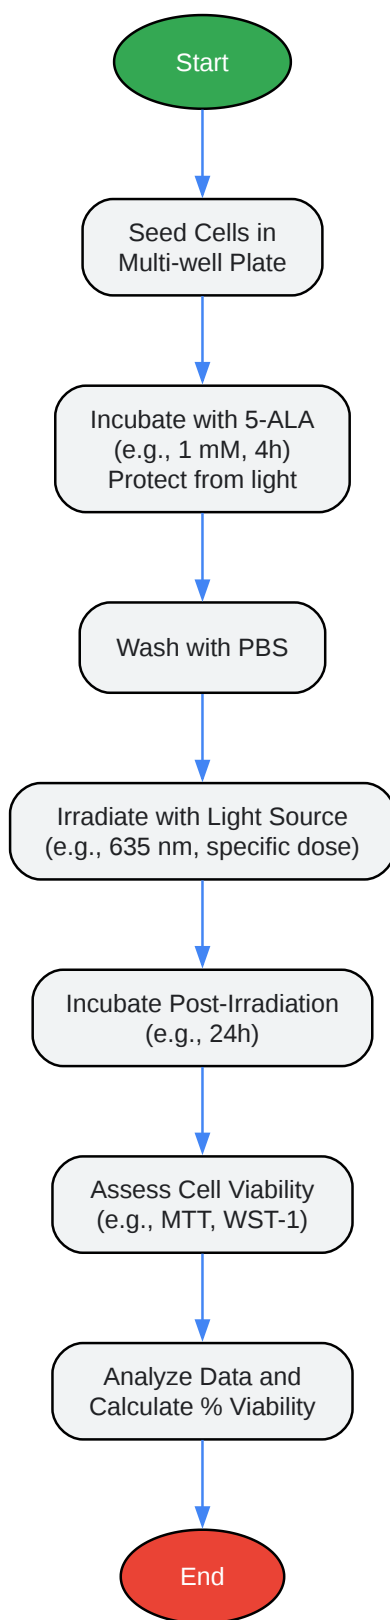 Start
Seed Cells in
Multi-well Plate
Incubate with 5-ALA
(e.g., 1 mM, 4h)
Protect from light
Wash with PBS
Irradiate with Light Source
(e.g., 635 nm, specific dose)
Incubate Post-Irradiation
(e.g., 24h)
Assess Cell Viability
(e.g., MTT, WST-1)
Analyze Data and
Calculate % Viability
End